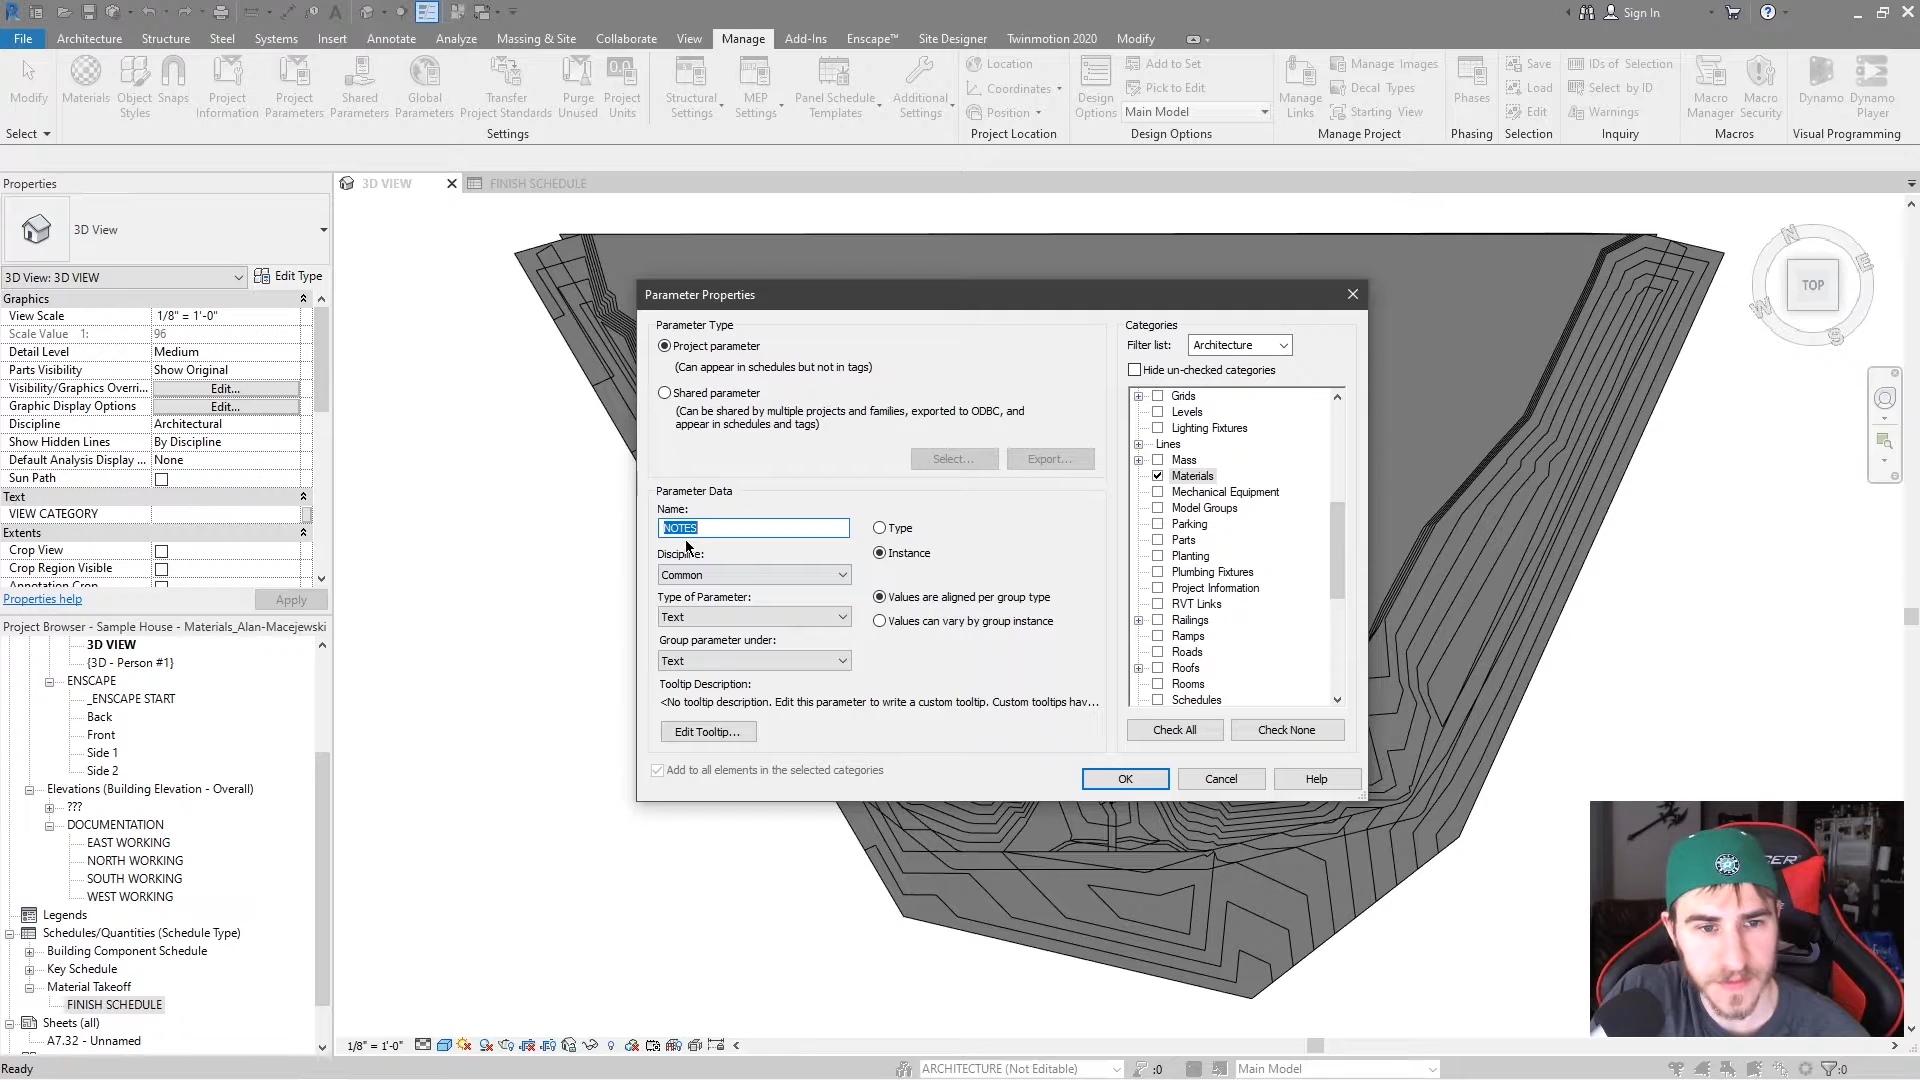 Sign In
File Architecture Structure Steel Systems Insert Annotate Analyze Massing & Site Collaborate View Manage Add-Ins Enscape™ Site Designer Twinmotion 2020 Modify
Modify
Materials
Object Styles
Snaps
Project Information
Project Parameters
Shared Parameters
Global Parameters
Transfer Project Standards
Purge Unused
Project Units
Structural Settings
MEP Settings
Panel Schedule Templates
Additional Settings
Location
Coordinates
Position
Design Options
Add to Set
Pick to Edit
Main Model
Manage Links
Manage Images
Decal Types
Starting View
Phases
Save
Load
Edit
IDs of Selection
Select by ID
Warnings
Macro Manager
Macro Security
Dynamo
Dynamo Player
Select Settings Project Location Design Options Manage Project Phasing Selection Inquiry Macros Visual Programming
Properties
3D VIEW
FINISH SCHEDULE
3D View
3D View: 3D VIEW
Edit Type
Graphics
View Scale 1/8" = 1'-0"
Scale Value 1: 96
Detail Level Medium
Parts Visibility Show Original
Visibility/Graphics Overri... Edit...
Graphic Display Options Edit...
Discipline Architectural
Show Hidden Lines By Discipline
Default Analysis Display ... None
Sun Path
Text
VIEW CATEGORY
Extents
Crop View
Crop Region Visible
Annotation Crop
Properties help
Apply
Project Browser - Sample House - Materials_Alan-Macejewski
3D VIEW
{3D - Person #1}
ENSCAPE
_ENSCAPE START
Back
Front
Side 1
Side 2
Elevations (Building Elevation - Overall)
???
DOCUMENTATION
EAST WORKING
NORTH WORKING
SOUTH WORKING
WEST WORKING
Legends
Schedules/Quantities (Schedule Type)
Building Component Schedule
Key Schedule
Material Takeoff
FINISH SCHEDULE
Sheets (all)
A7.32 - Unnamed
Parameter Properties
Parameter Type
Project parameter
(Can appear in schedules but not in tags)
Shared parameter
(Can be shared by multiple projects and families, exported to ODBC, and
appear in schedules and tags)
Select...
Export...
Parameter Data
Name:
NOTES
Type
Discipline:
Instance
Common
Type of Parameter:
Values are aligned per group type
Text
Values can vary by group instance
Group parameter under:
Text
Tooltip Description:
<No tooltip description. Edit this parameter to write a custom tooltip. Custom tooltips hav...
Edit Tooltip...
Add to all elements in the selected categories
Categories
Filter list: Architecture
Hide un-checked categories
Grids
Levels
Lighting Fixtures
Lines
Mass
Materials
Mechanical Equipment
Model Groups
Parking
Parts
Planting
Plumbing Fixtures
Project Information
RVT Links
Railings
Ramps
Roads
Roofs
Rooms
Schedules
Check All
Check None
OK
Cancel
Help
N
E
W
TOP
1/8" = 1'-0"
Ready
ARCHITECTURE (Not Editable)
:0
Main Model
:0